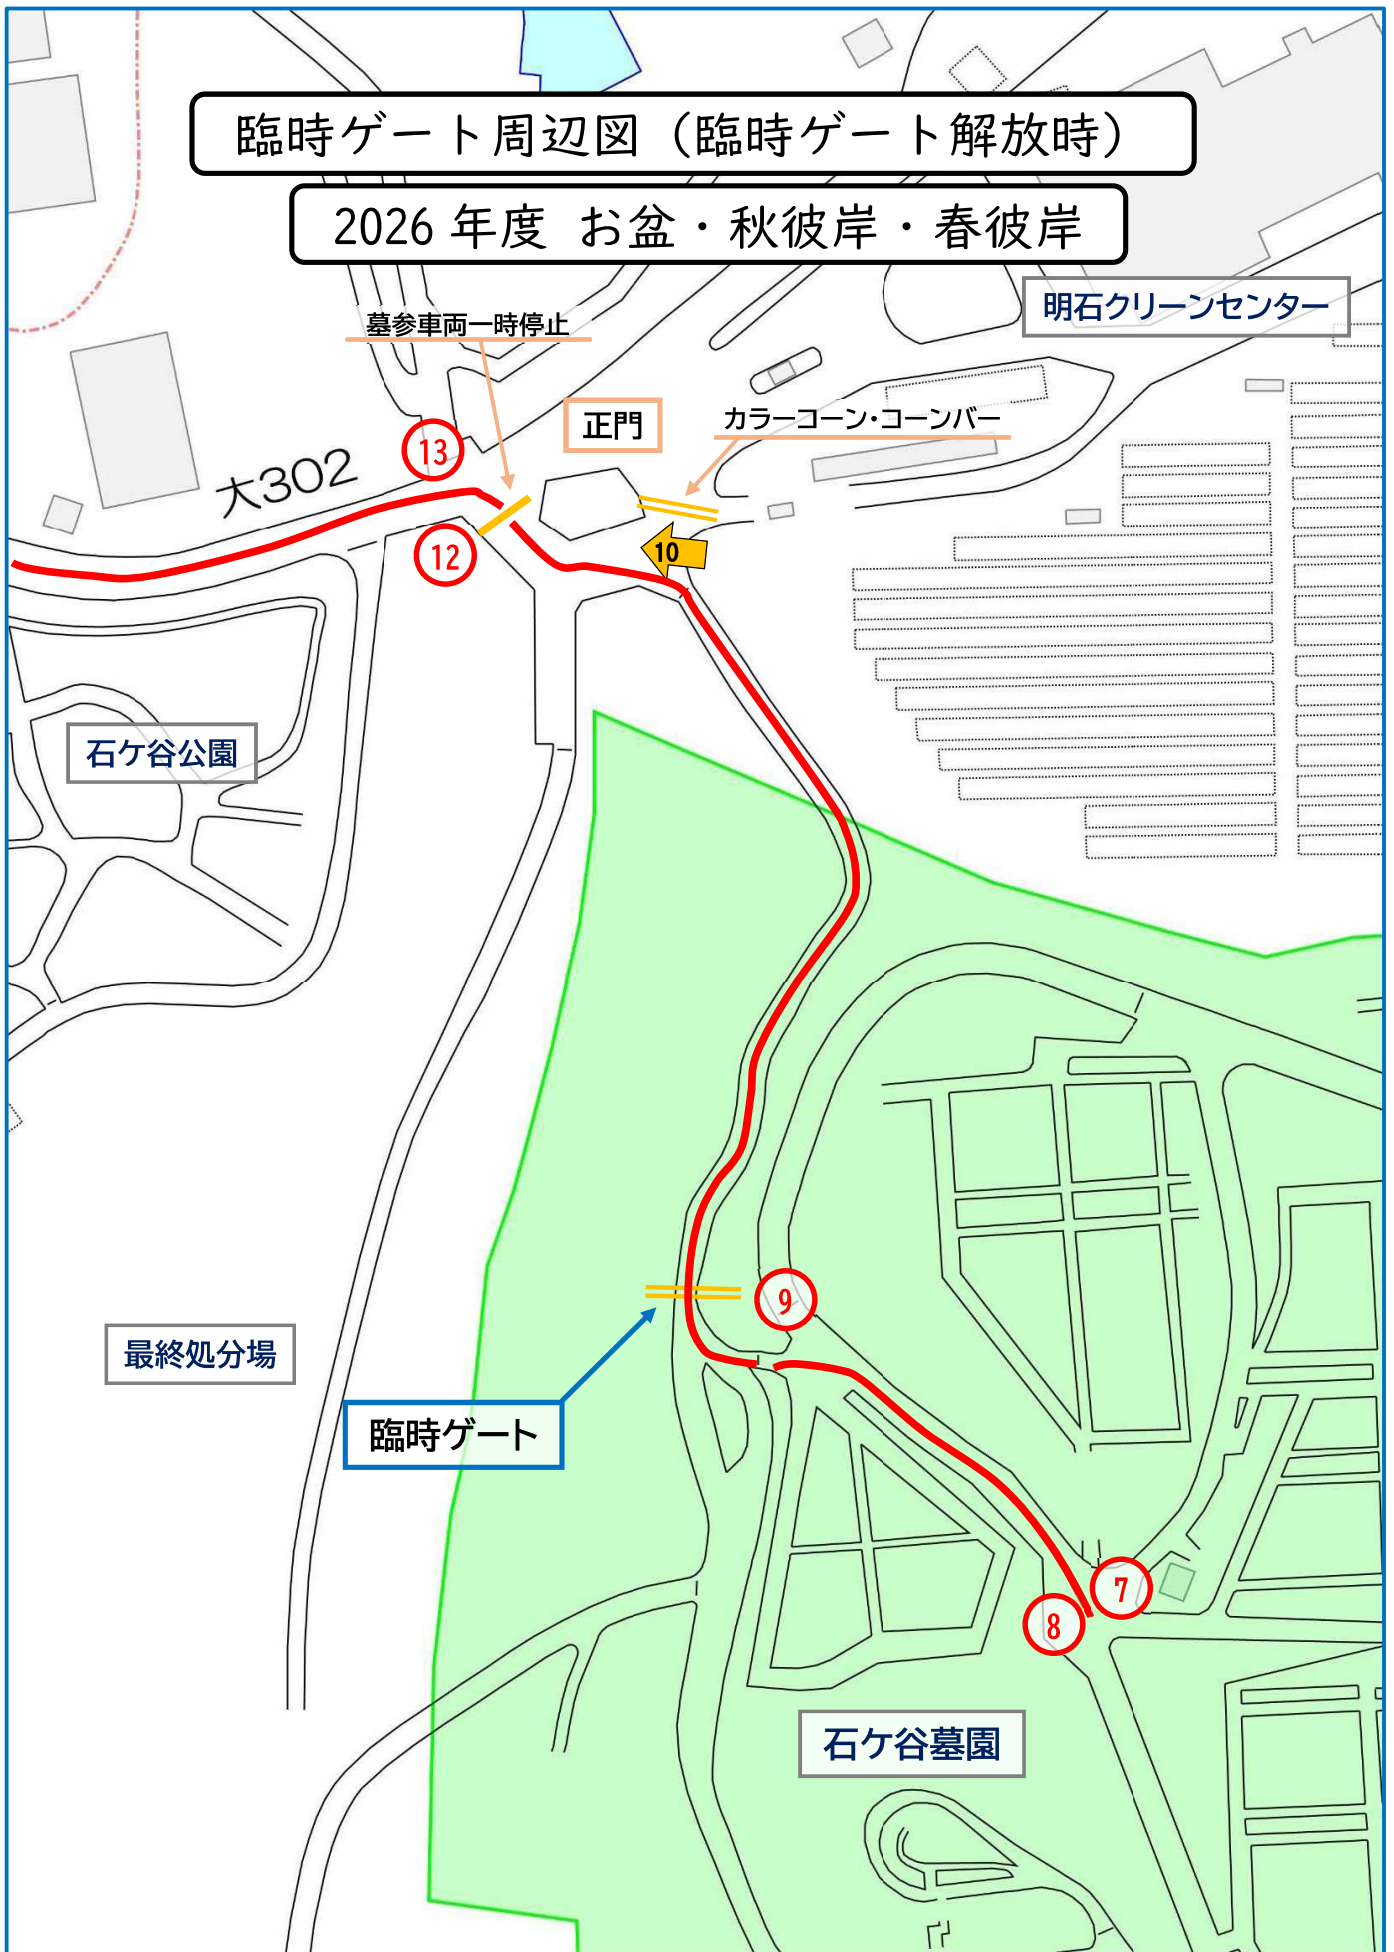 臨時ゲート周辺図（臨時ゲート解放時）
2026 年度 お盆・秋彼岸・春彼岸
明石クリーンセンター
墓参車両一時停止
正門
カラーコーン・コーンバー
13
大302
12
10
石ケ谷公園
9
最終処分場
臨時ゲート
7
8
石ケ谷墓園